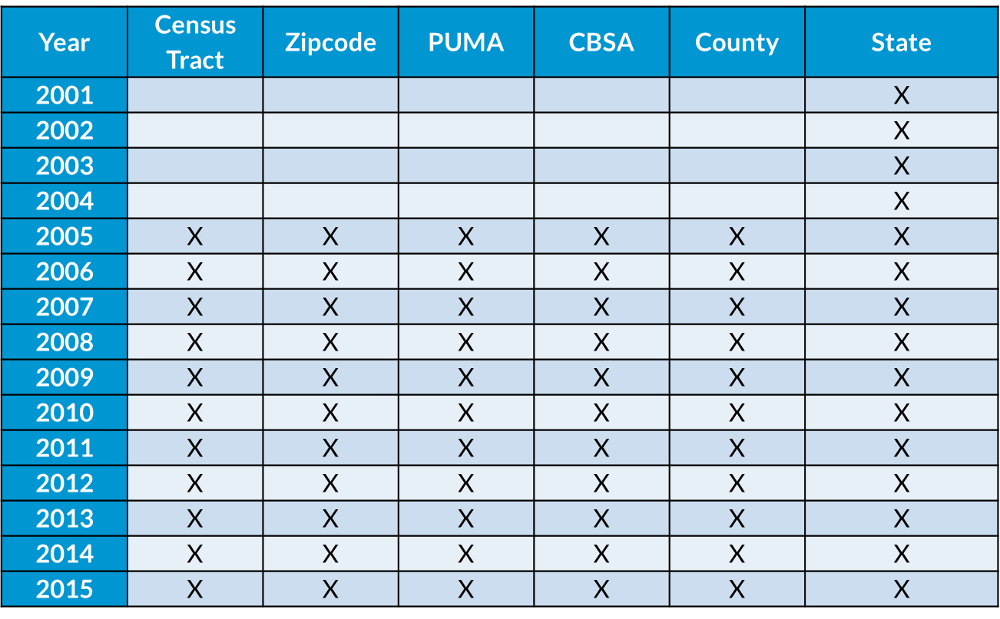 Year Census Tract Zipcode PUMA CBSA County State
2001 X
2002 X
2003 X
2004 X
2005 X X X X X X
2006 X X X X X X
2007 X X X X X X
2008 X X X X X X
2009 X X X X X X
2010 X X X X X X
2011 X X X X X X
2012 X X X X X X
2013 X X X X X X
2014 X X X X X X
2015 X X X X X X